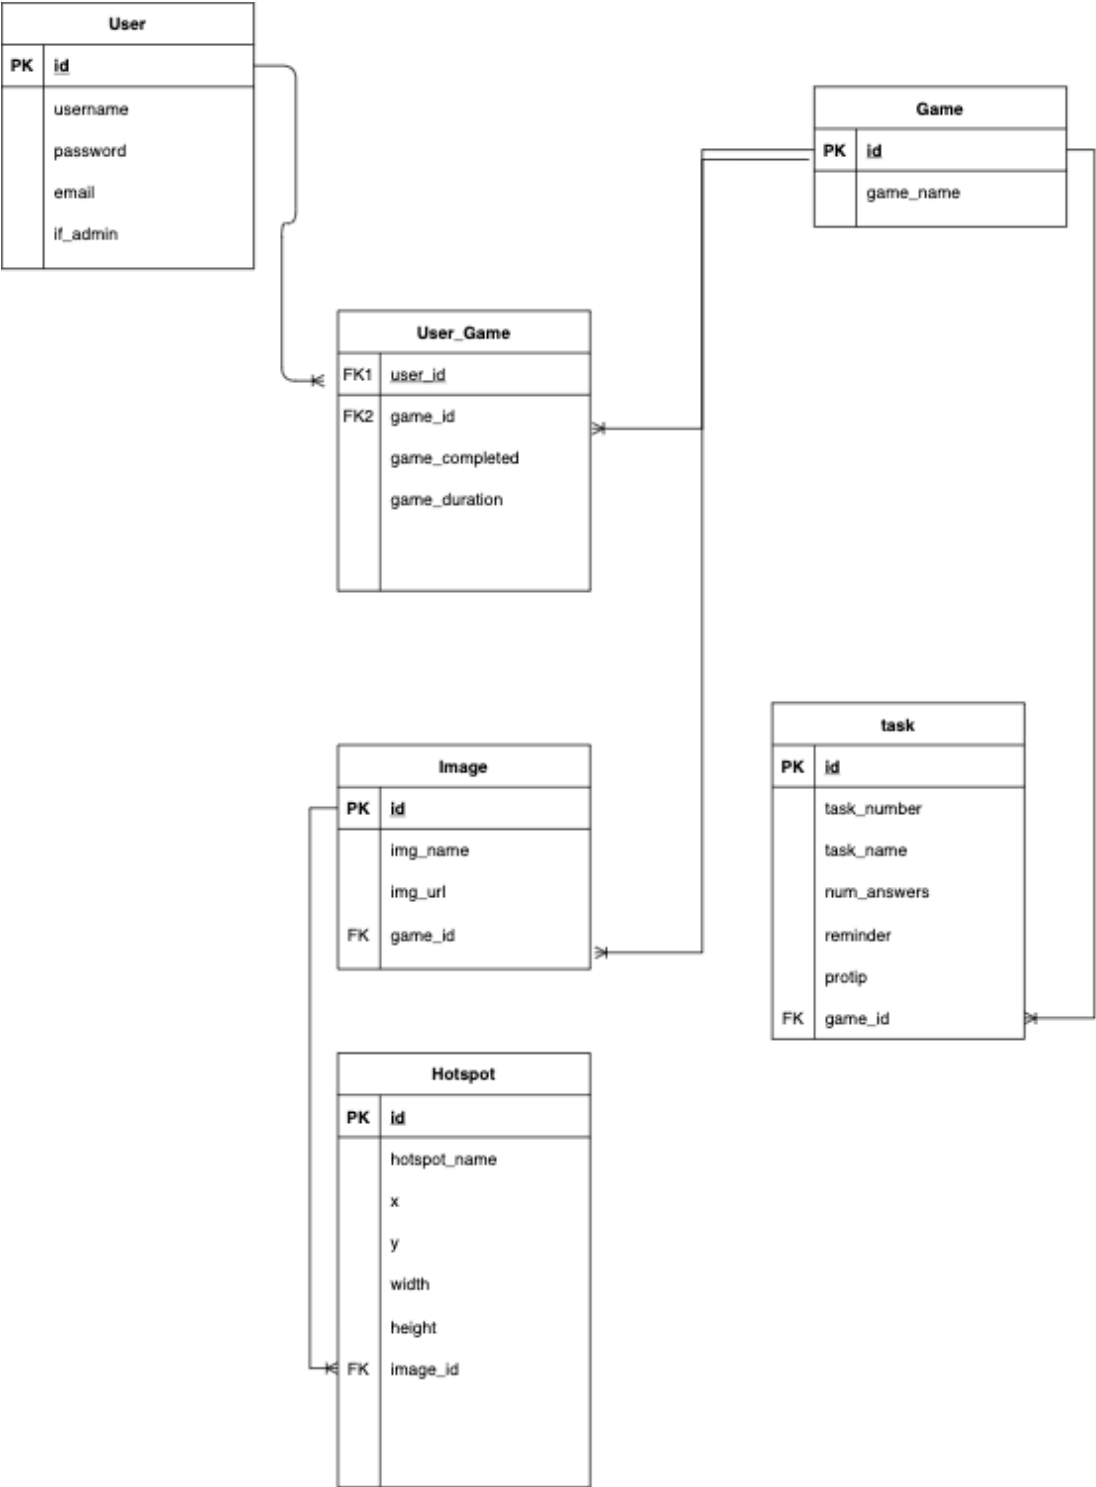 User
PK id
username
password
email
if_admin
Game
PK id
game_name
User_Game
FK1 user_id
FK2 game_id
game_completed
game_duration
Image
PK id
img_name
img_url
FK game_id
task
PK id
task_number
task_name
num_answers
reminder
protip
FK game_id
Hotspot
PK id
hotspot_name
x
y
width
height
FK image_id